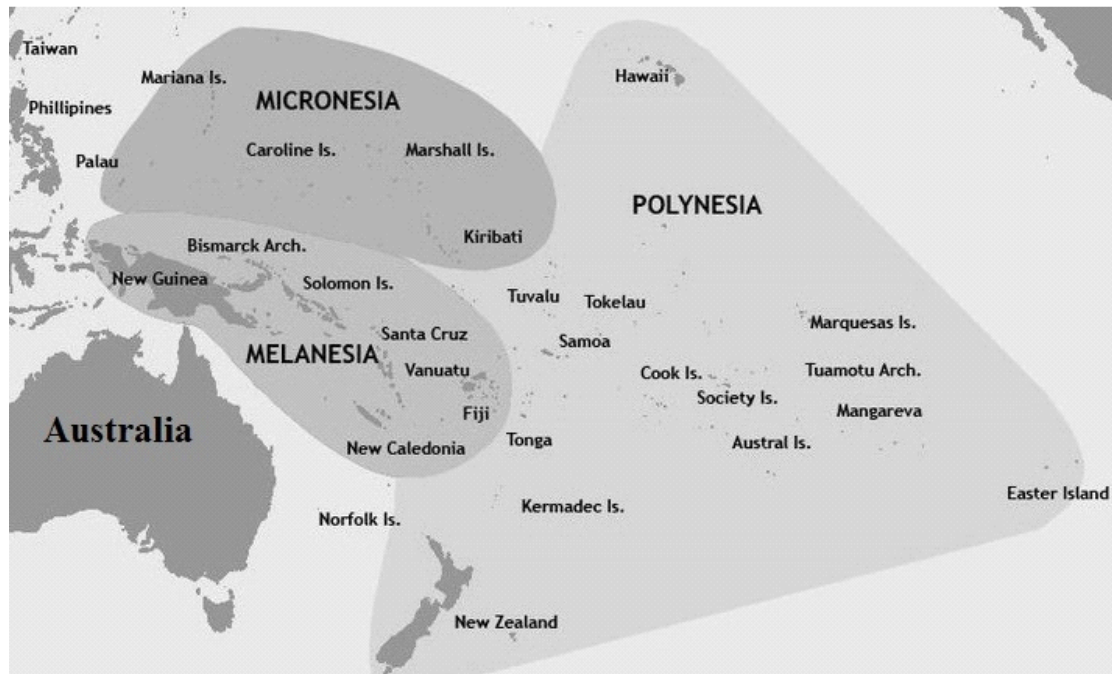 Taiwan
Mariana Is.
Hawaii
MICRONESIA
Phillipines
Caroline Is.
Marshall Is.
Palau
POLYNESIA
Kiribati
Bismarck Arch.
New Guinea
Solomon Is.
Tuvalu
Tokelau
Marquesas Is.
Santa Cruz
Samoa
MELANESIA
Vanuatu
Cook Is.
Tuamotu Arch.
Society Is.
Fiji
Mangareva
Australia
Tonga
Austral Is.
New Caledonia
Easter Island
Kermadec Is.
Norfolk Is.
New Zealand